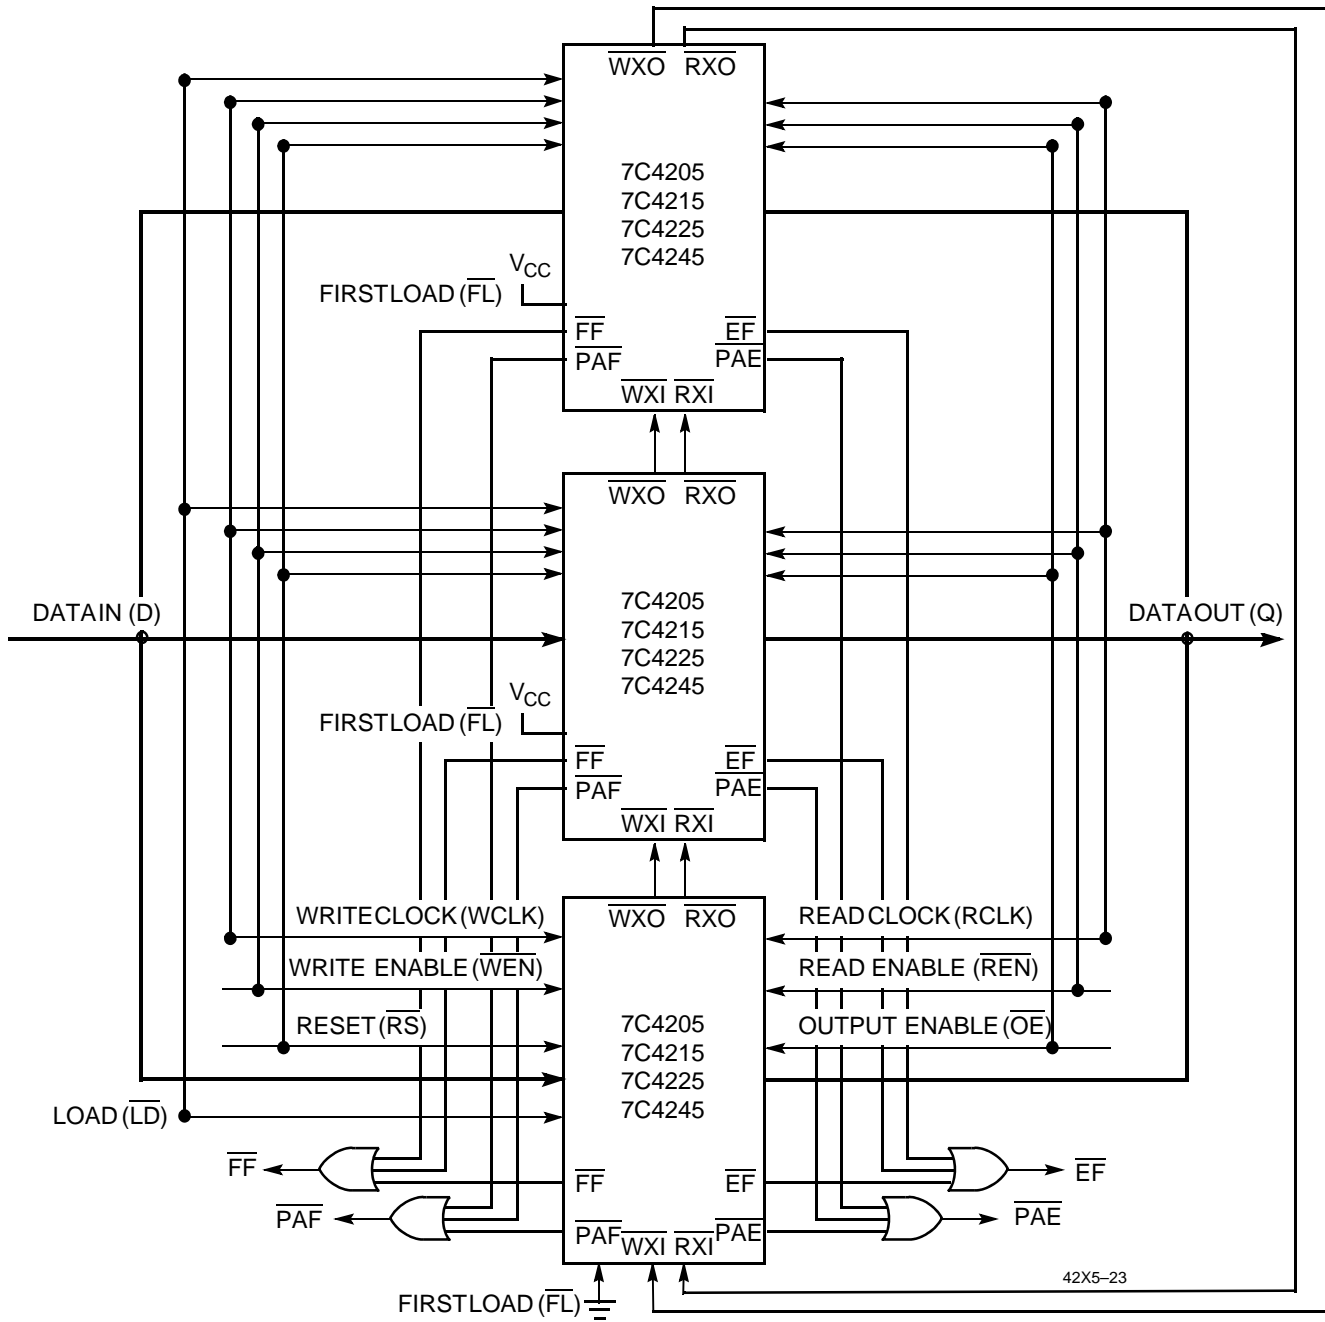 WXO RXO
7C4205
7C4215
7C4225
7C4245
VCC
FIRSTLOAD (FL)
FF EF
PAF PAE
WXI RXI
WXO RXO
DATAIN (D) DATAOUT (Q)
7C4205
7C4215
7C4225
7C4245
VCC
FIRSTLOAD (FL)
FF EF
PAF PAE
WXI RXI
WRITE CLOCK (WCLK) WXO RXO READ CLOCK (RCLK)
WRITE ENABLE (WEN) READ ENABLE (REN)
RESET (RS) OUTPUT ENABLE (OE)
7C4205
7C4215
7C4225
7C4245
LOAD (LD)
FF FF EF EF
PAF PAF WXI RXI PAE PAE
42X5–23
FIRSTLOAD (FL)